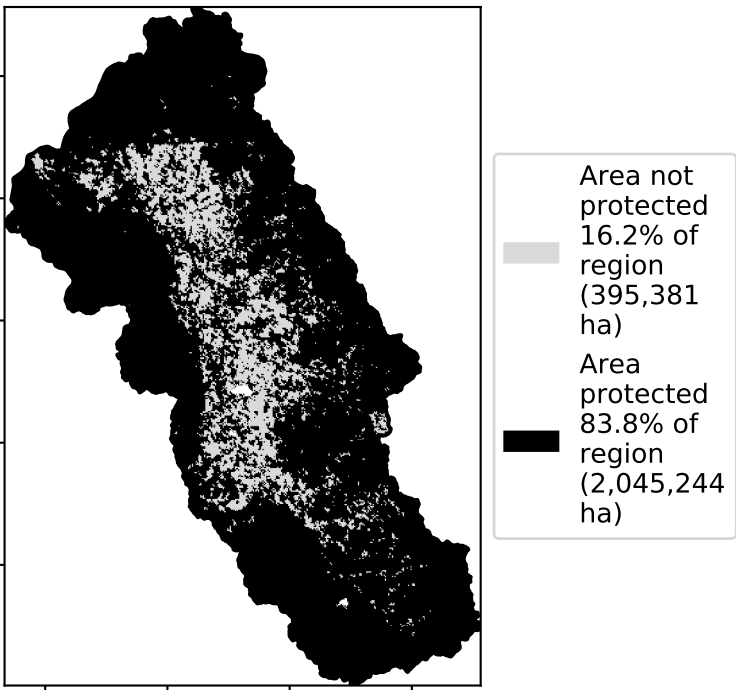 Area not
protected
16.2% of
region
(395,381
ha)
Area
protected
83.8% of
region
(2,045,244
ha)